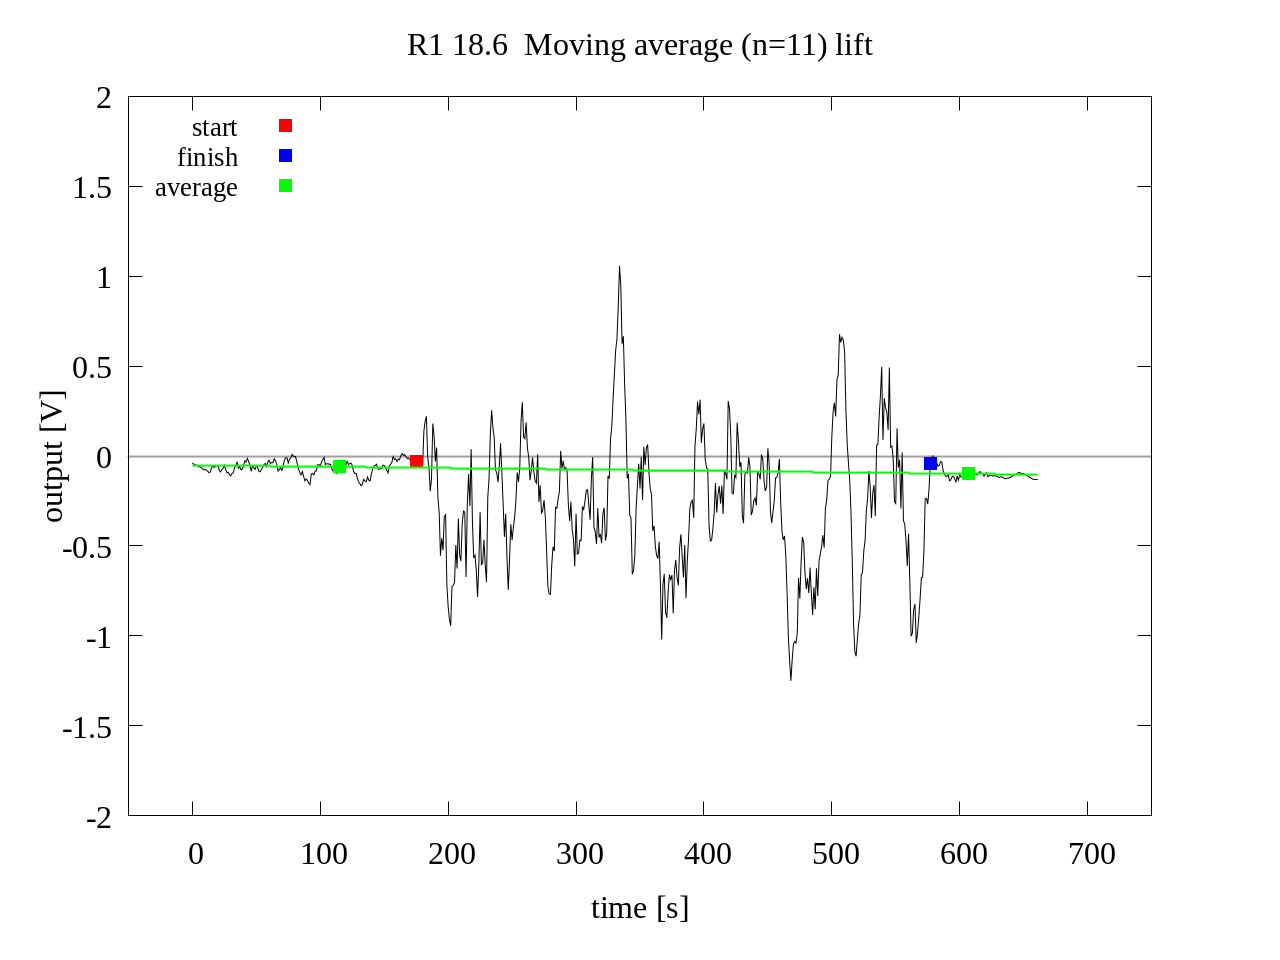 R1 18.6  Moving average (n=11) lift
start
finish
average
2
1.5
1
0.5
0
-0.5
-1
-1.5
-2
output [V]
0 100 200 300 400 500 600 700
time [s]